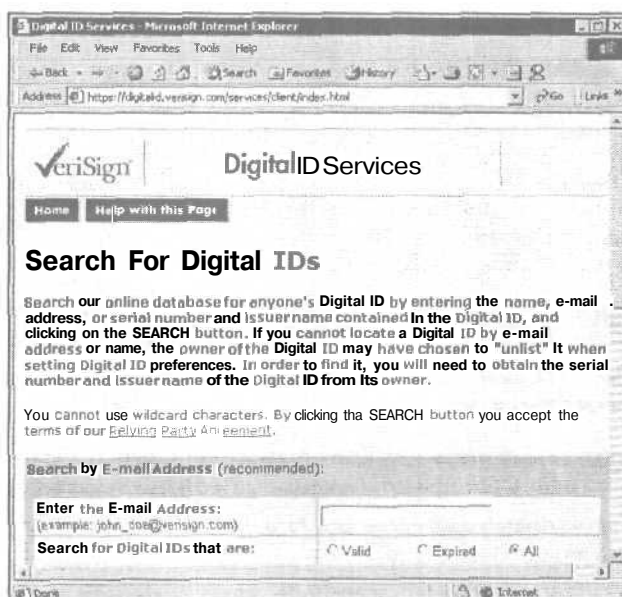 Digital ID Services - Microsoft Internet Explorer
File Edit View Favorites Tools Help
Back Search Favorites History
Address https://digitalid.verisign.com/services/client/index.html Go Links »
VeriSign DigitalID Services
Home Help with this Page
Search For Digital IDs
Search our online database for anyone's Digital ID by entering the name, e-mail
address, or serial number and issuer name contained In the Digital ID, and
clicking on the SEARCH button. If you cannot locate a Digital ID by e-mail
address or name, the owner of the Digital ID may have chosen to "unlist" It when
setting Digital ID preferences. In order to find it, you will need to obtain the serial
number and issuer name of the Digital ID from Its owner.
You cannot use wildcard characters. By clicking tha SEARCH button you accept the
terms of our Relying Party Agreement.
Search by E-mail Address (recommended):
Enter the E-mail Address:
(example: john_doe@verisign.com)
Search for Digital IDs that are: Valid Expired All
Done Internet